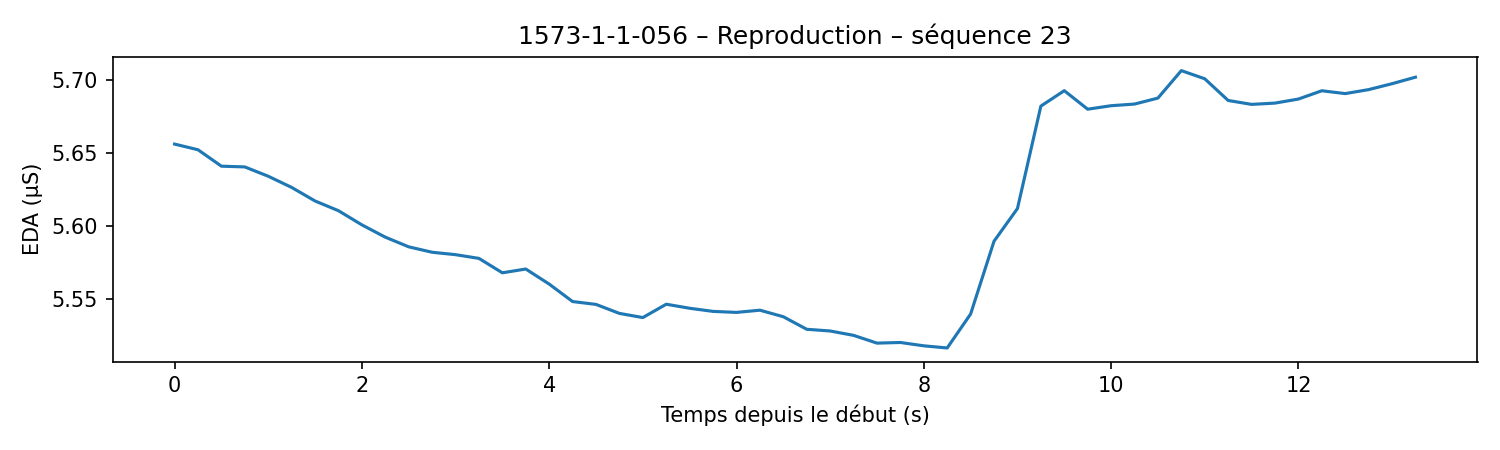 1573-1-1-056 – Reproduction – séquence 23
EDA (µS)
5.70
5.65
5.60
5.55
0 2 4 6 8 10 12
Temps depuis le début (s)